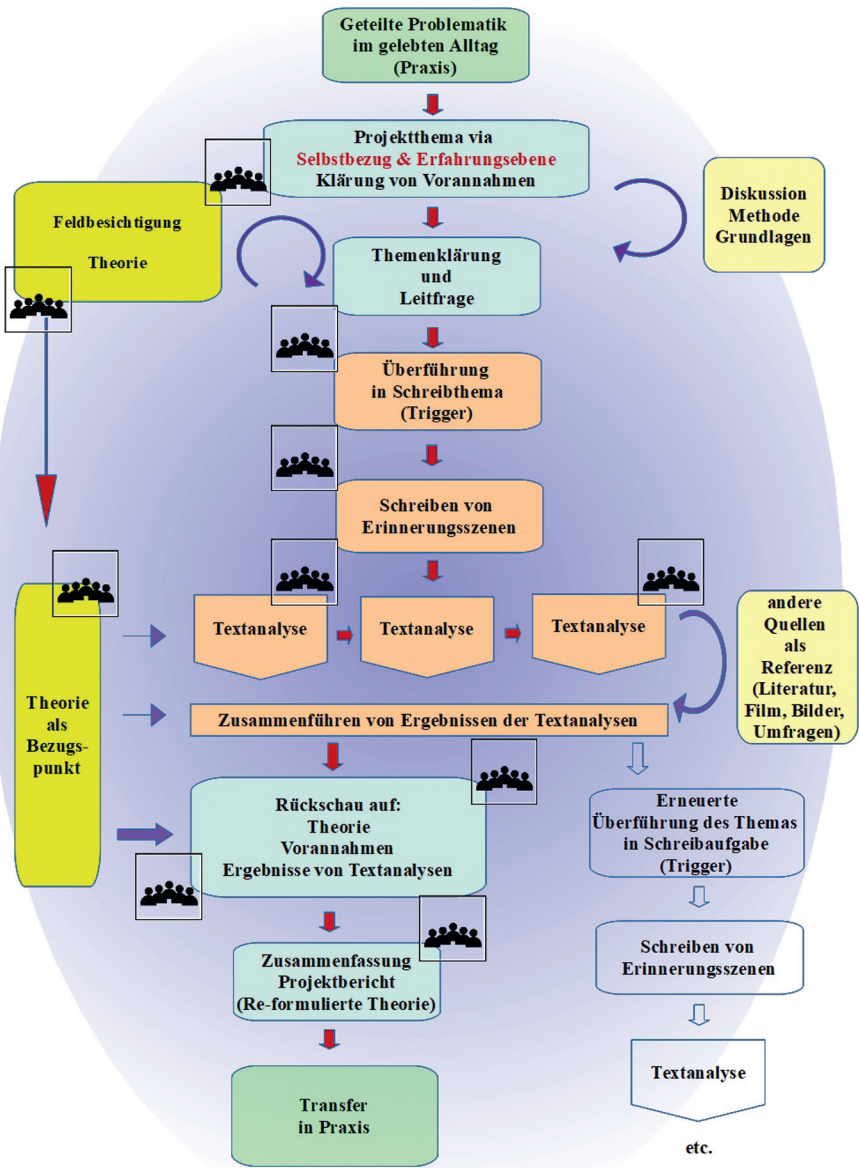 Geteilte Problematik
im gelebten Alltag
(Praxis)
Projektthema via
Selbstbezug & Erfahrungsebene
Klärung von Vorannahmen
Feldbesichtigung
Theorie
Diskussion
Methode
Grundlagen
Themenklärung
und
Leitfrage
Überführung
in Schreibthema
(Trigger)
Schreiben von
Erinnerungsszenen
Textanalyse
Textanalyse
Textanalyse
andere
Quellen
als
Referenz
(Literatur,
Film, Bilder,
Umfragen)
Theorie
als
Bezugs-
punkt
Zusammenführen von Ergebnissen der Textanalysen
Rückschau auf:
Theorie
Vorannahmen
Ergebnisse von Textanalysen
Erneuerte
Überführung des Themas
in Schreibaufgabe
(Trigger)
Zusammenfassung
Projektbericht
(Re-formulierte Theorie)
Schreiben von
Erinnerungsszenen
Transfer
in Praxis
Textanalyse
etc.